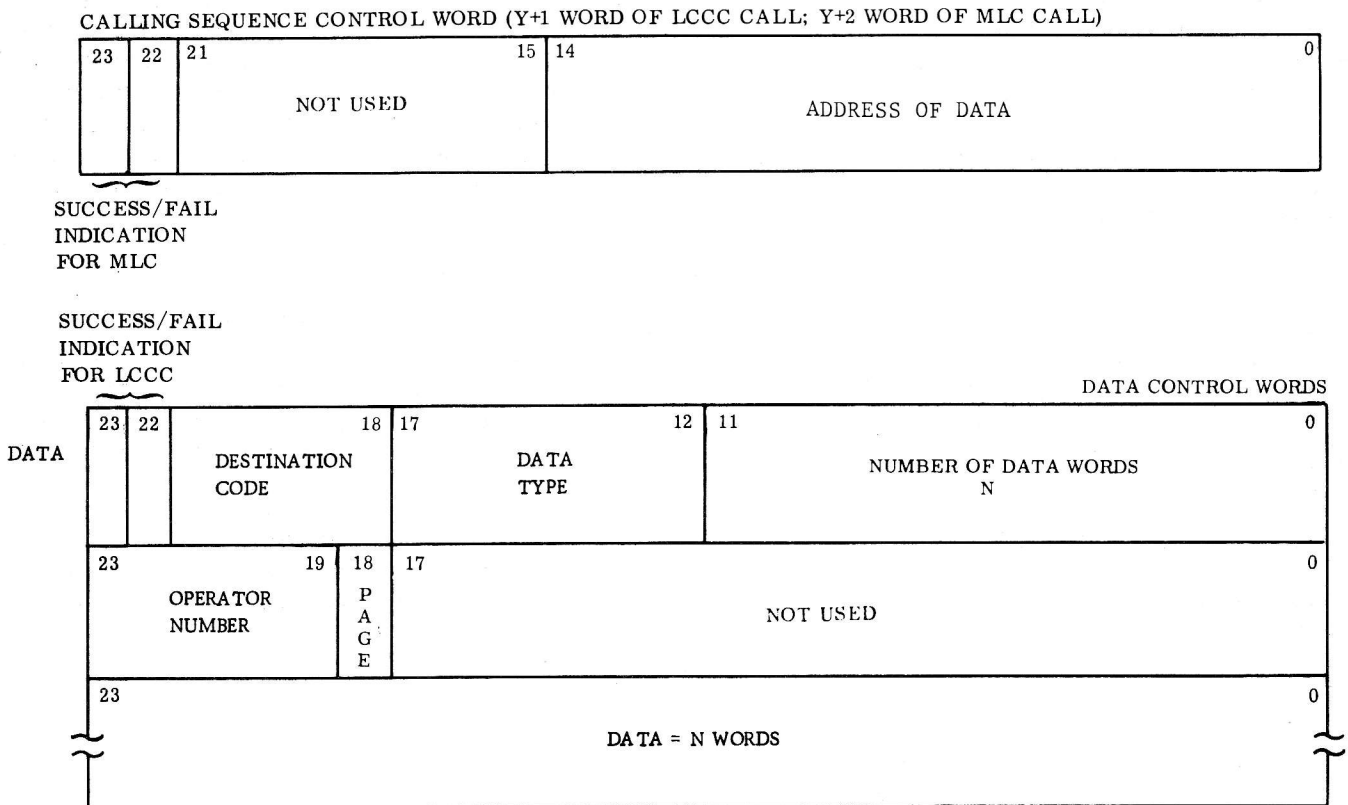 CALLING SEQUENCE CONTROL WORD (Y+1 WORD OF LCCC CALL; Y+2 WORD OF MLC CALL)
23 22 21 15 14 0
NOT USED
ADDRESS OF DATA
SUCCESS/FAIL
INDICATION
FOR MLC
SUCCESS/FAIL
INDICATION
FOR LCCC
DATA CONTROL WORDS
23 22 18 17 12 11 0
DATA
DESTINATION
CODE
DATA
TYPE
NUMBER OF DATA WORDS
N
23 19 18 17 0
OPERATOR
NUMBER
P
A
G
E
NOT USED
23 0
DATA = N WORDS